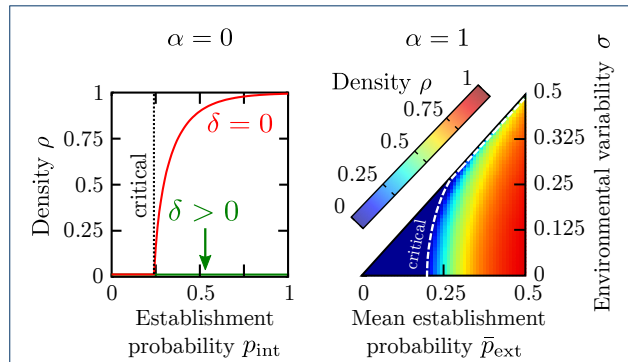 α = 0
α = 1
Density ρ
1
0.75
0.5
0.25
0
critical
δ = 0
δ > 0
0
0.5
1
Establishment
probability p_int
Density ρ
0
0.25
0.5
0.75
1
critical
0
0.25
0.50
Mean establishment
probability p̄_ext
0.5
0.325
0.25
0.125
0
Environmental variability σ